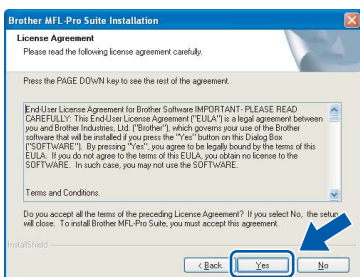 Brother MFL-Pro Suite Installation
License Agreement
Please read the following license agreement carefully.
Press the PAGE DOWN key to see the rest of the agreement.
End-User License Agreement for Brother Software IMPORTANT- PLEASE READ
CAREFULLY: This End-User License Agreement ("EULA") is a legal agreement between
you and Brother Industries, Ltd. ("Brother"), which governs your use of the Brother
software that will be installed if you press the "Yes" button on this Dialog Box
("SOFTWARE"). By pressing "Yes", you agree to be legally bound by the terms of this
EULA. If you do not agree to the terms of this EULA, you obtain no license to the
SOFTWARE. In such case, you may not use the SOFTWARE.
Terms and Conditions.
Do you accept all the terms of the preceding License Agreement? If you select No, the setup
will close. To install Brother MFL-Pro Suite, you must accept this agreement.
InstallShield
< Back
Yes
No